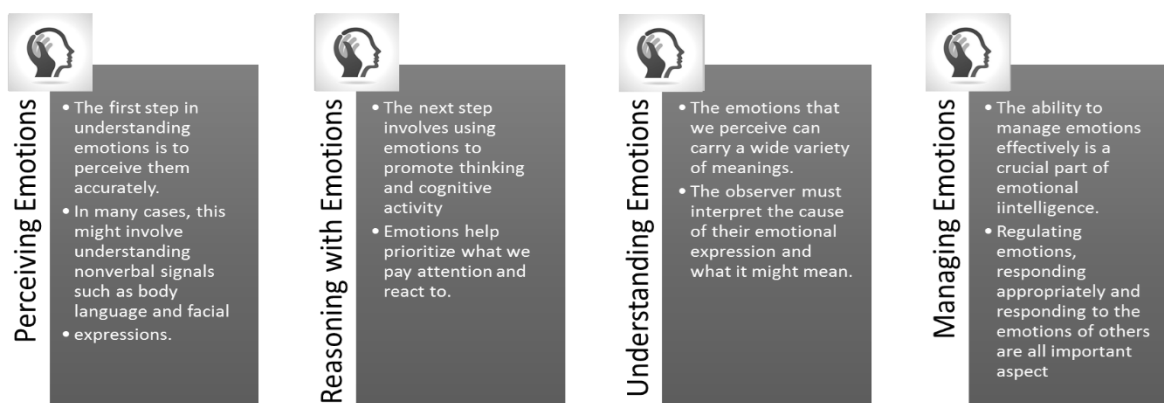 Perceiving Emotions
• The first step in
understanding
emotions is to
perceive them
accurately.
• In many cases, this
might involve
understanding
nonverbal signals
such as body
language and facial
• expressions.
Reasoning with Emotions
• The next step
involves using
emotions to
promote thinking
and cognitive
activity
• Emotions help
prioritize what we
pay attention and
react to.
Understanding Emotions
• The emotions that
we perceive can
carry a wide variety
of meanings.
• The observer must
interpret the cause
of their emotional
expression and
what it might mean.
Managing Emotions
• The ability to
manage emotions
effectively is a
crucial part of
emotional
iintelligence.
• Regulating
emotions,
responding
appropriately and
responding to the
emotions of others
are all important
aspect